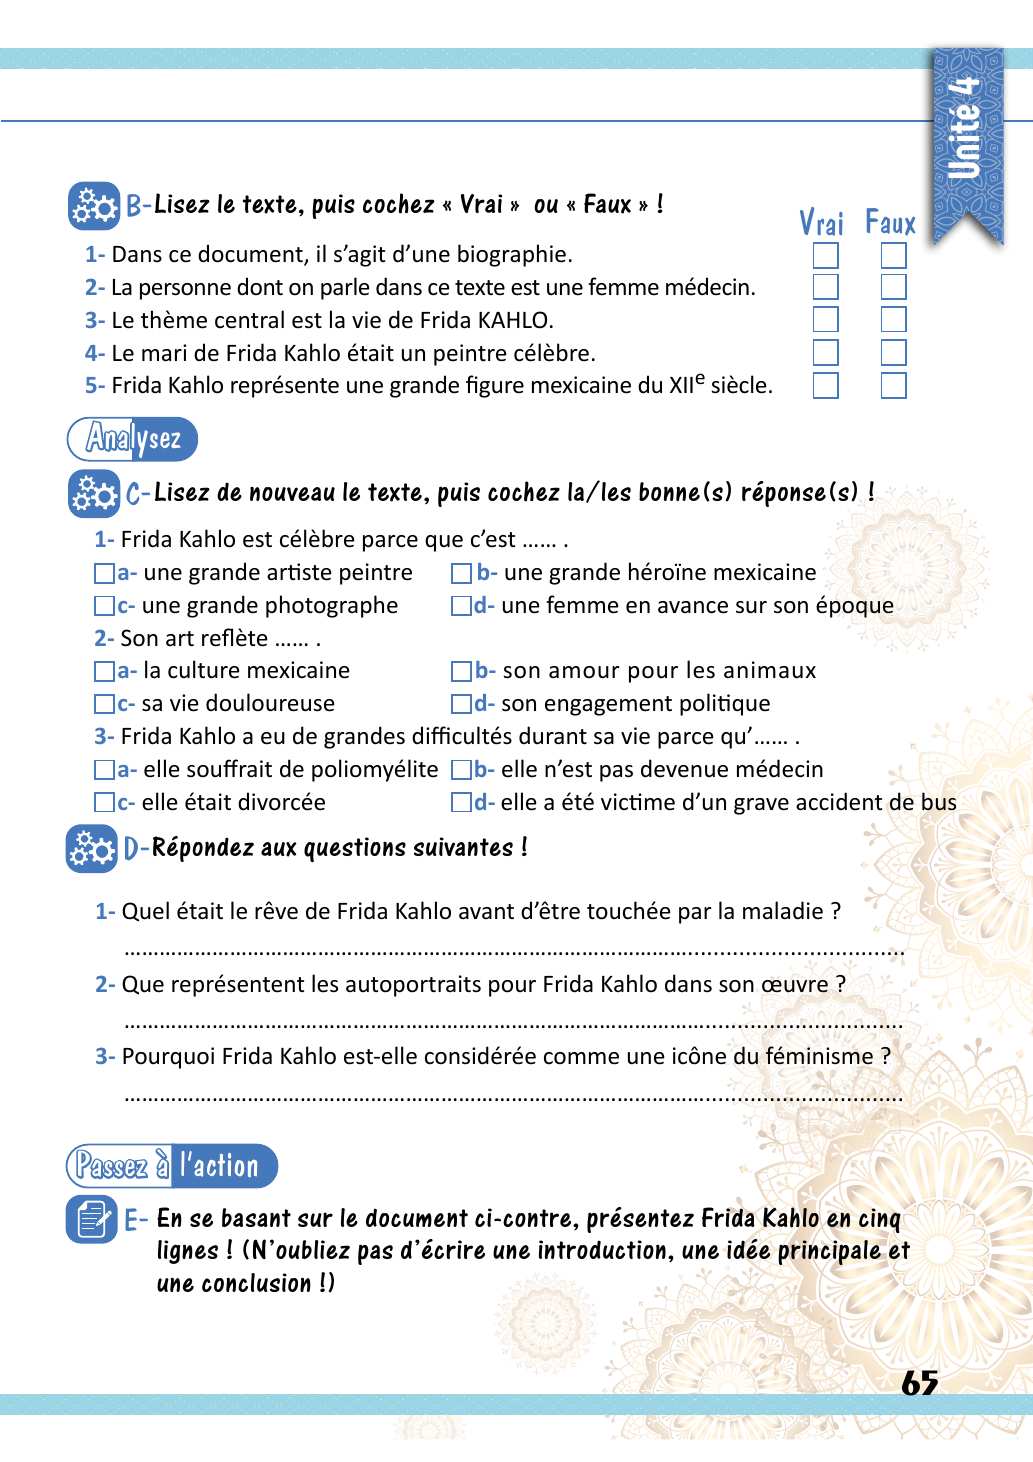 Unité 4
B- Lisez le texte, puis cochez « Vrai »  ou « Faux » !
Vrai Faux
1- Dans ce document, il s’agit d’une biographie.
2- La personne dont on parle dans ce texte est une femme médecin.
3- Le thème central est la vie de Frida KAHLO.
4- Le mari de Frida Kahlo était un peintre célèbre.
5- Frida Kahlo représente une grande figure mexicaine du XIIe siècle.
Analysez
C- Lisez de nouveau le texte, puis cochez la/les bonne(s) réponse(s) !
1- Frida Kahlo est célèbre parce que c’est …… .
a- une grande artiste peintre b- une grande héroïne mexicaine
c- une grande photographe d- une femme en avance sur son époque
2- Son art reflète …… .
a- la culture mexicaine b- son amour pour les animaux
c- sa vie douloureuse d- son engagement politique
3- Frida Kahlo a eu de grandes difficultés durant sa vie parce qu’…… .
a- elle souffrait de poliomyélite b- elle n’est pas devenue médecin
c- elle était divorcée d- elle a été victime d’un grave accident de bus
D- Répondez aux questions suivantes !
1- Quel était le rêve de Frida Kahlo avant d’être touchée par la maladie ?
2- Que représentent les autoportraits pour Frida Kahlo dans son œuvre ?
3- Pourquoi Frida Kahlo est-elle considérée comme une icône du féminisme ?
Passez à l’action
E- En se basant sur le document ci-contre, présentez Frida Kahlo en cinq
lignes ! (N’oubliez pas d’écrire une introduction, une idée principale et
une conclusion !)
65